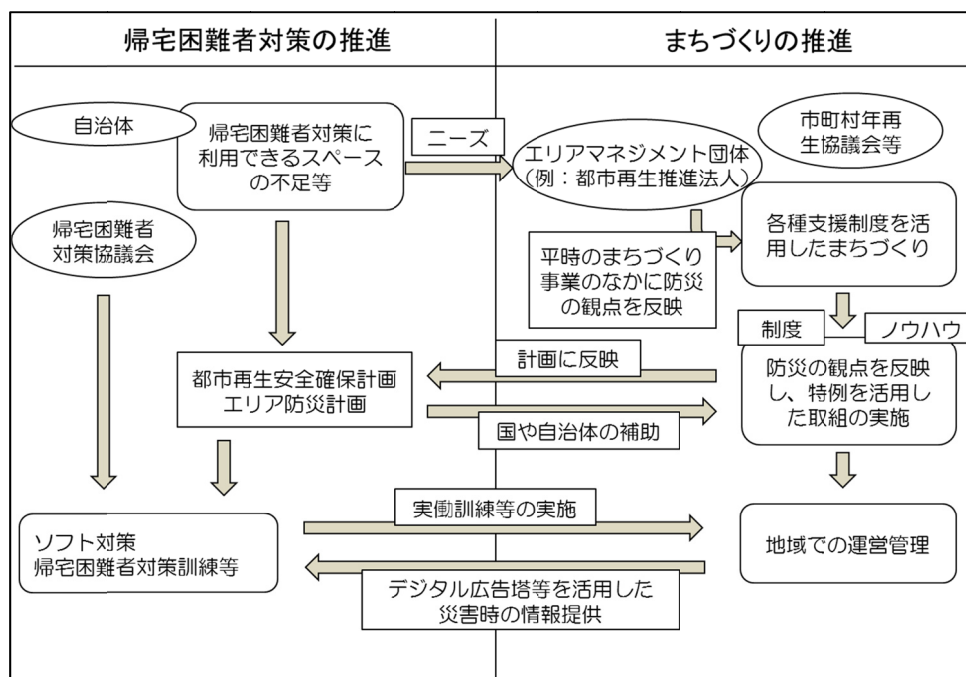 帰宅困難者対策の推進
まちづくりの推進
自治体
帰宅困難者対策に
利用できるスペース
の不足等
ニーズ
エリアマネジメント団体
(例：都市再生推進法人)
市町村年再
生協議会等
帰宅困難者
対策協議会
各種支援制度を活
用したまちづくり
平時のまちづくり
事業のなかに防災
の観点を反映
制度
ノウハウ
計画に反映
都市再生安全確保計画
エリア防災計画
防災の観点を反映
し、特例を活用し
た取組の実施
国や自治体の補助
実働訓練等の実施
ソフト対策
帰宅困難者対策訓練等
地域での運営管理
デジタル広告塔等を活用した
災害時の情報提供